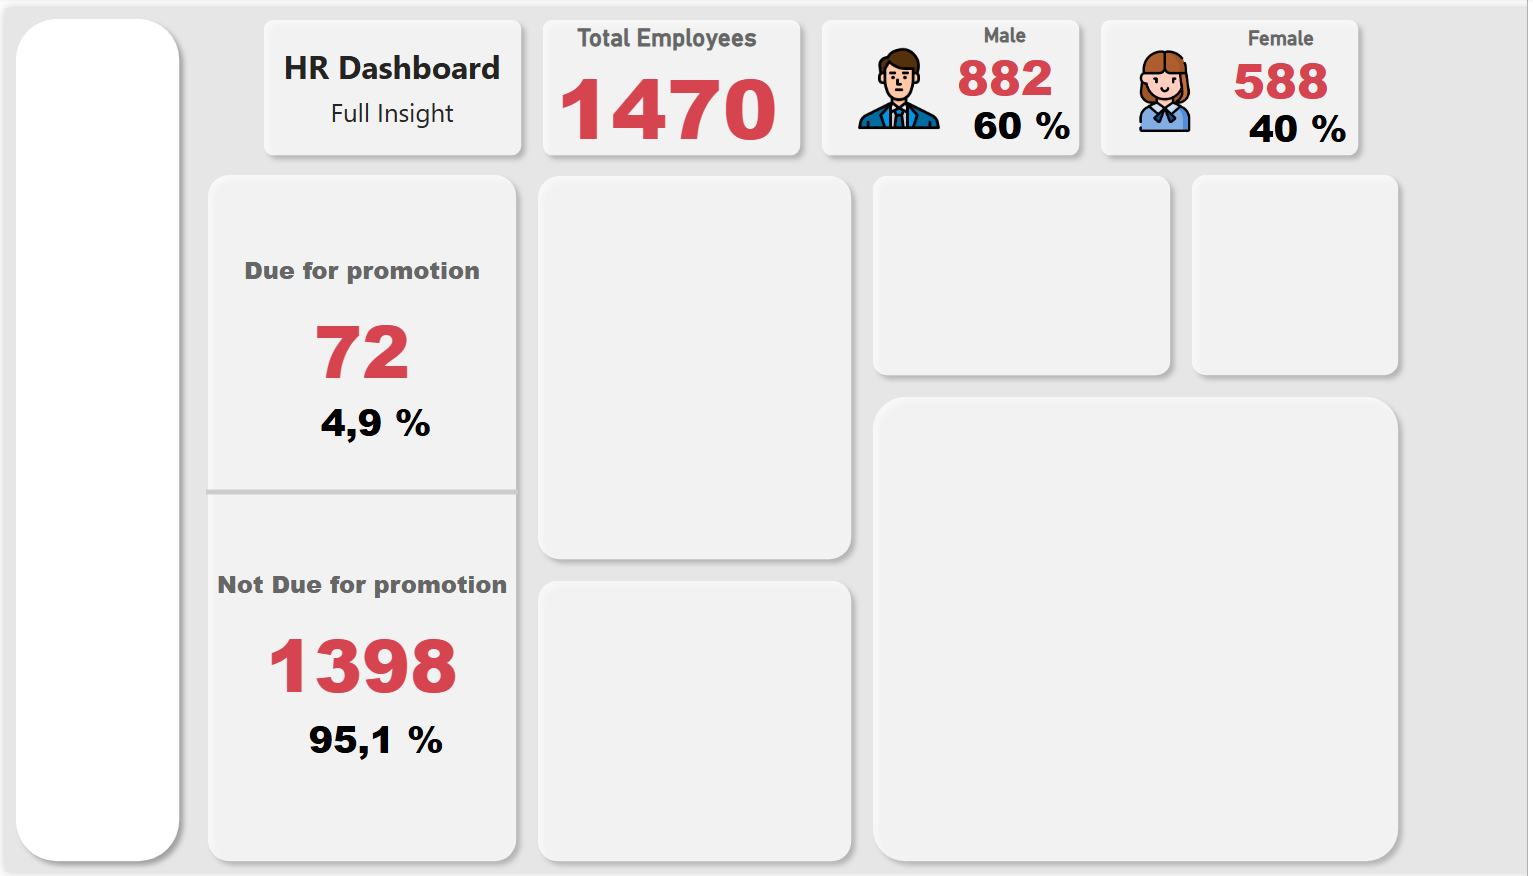 HR Dashboard
Full Insight
Total Employees
1470
Male
882
60 %
Female
588
40 %
Due for promotion
72
4,9 %
Not Due for promotion
1398
95,1 %